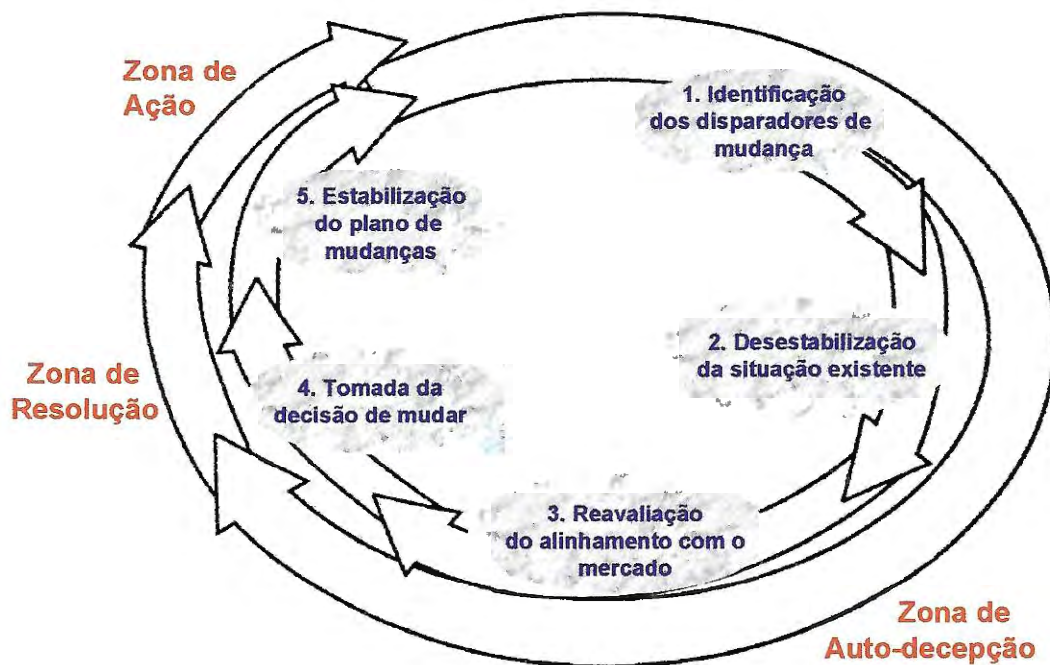 Zona de
Ação
1. Identificação
dos disparadores de
mudança
5. Estabilização
do plano de
mudanças
2. Desestabilização
da situação existente
Zona de
Resolução
4. Tomada da
decisão de mudar
3. Reavaliação
do alinhamento com o
mercado
Zona de
Auto-decepção